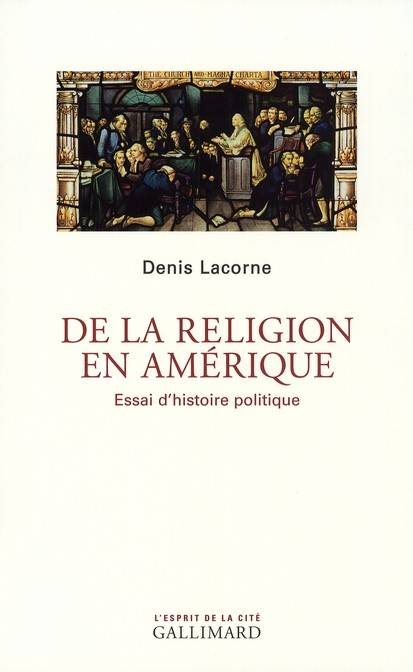 THE CHURCH AND MAGNA CHARTA
Denis Lacorne
DE LA RELIGION
EN AMÉRIQUE
Essai d'histoire politique
L'ESPRIT DE LA CITÉ
GALLIMARD